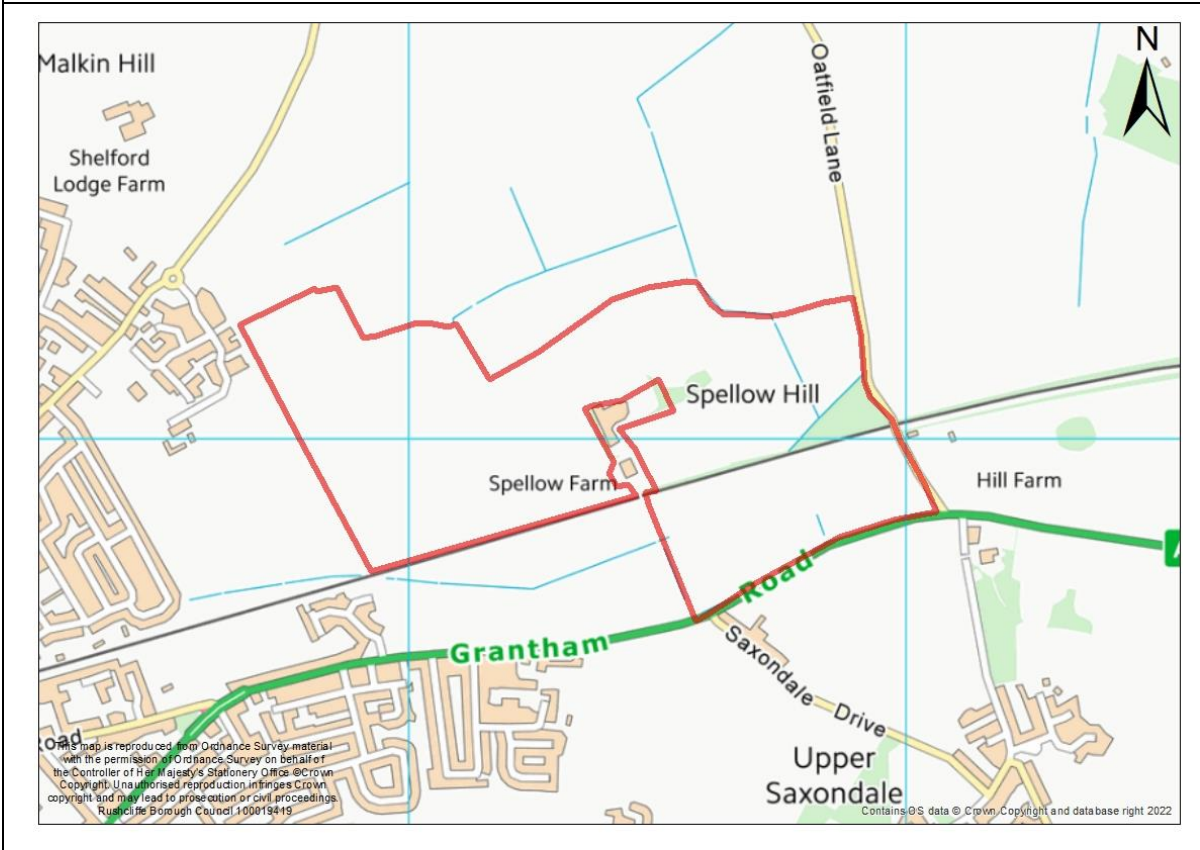 Malkin Hill
Shelford
Lodge Farm
Oatfield Lane
N
Spellow Hill
Spellow Farm
Hill Farm
A
Grantham Road
Saxondale Drive
Upper
Saxondale
oad
This map is reproduced from Ordnance Survey material
with the permission of Ordnance Survey on behalf of
the Controller of Her Majesty's Stationery Office ©Crown
Copyright. Unauthorised reproduction infringes Crown
copyright and may lead to prosecution or civil proceedings.
Rushcliffe Borough Council 100019419
Contains OS data © Crown Copyright and database right 2022